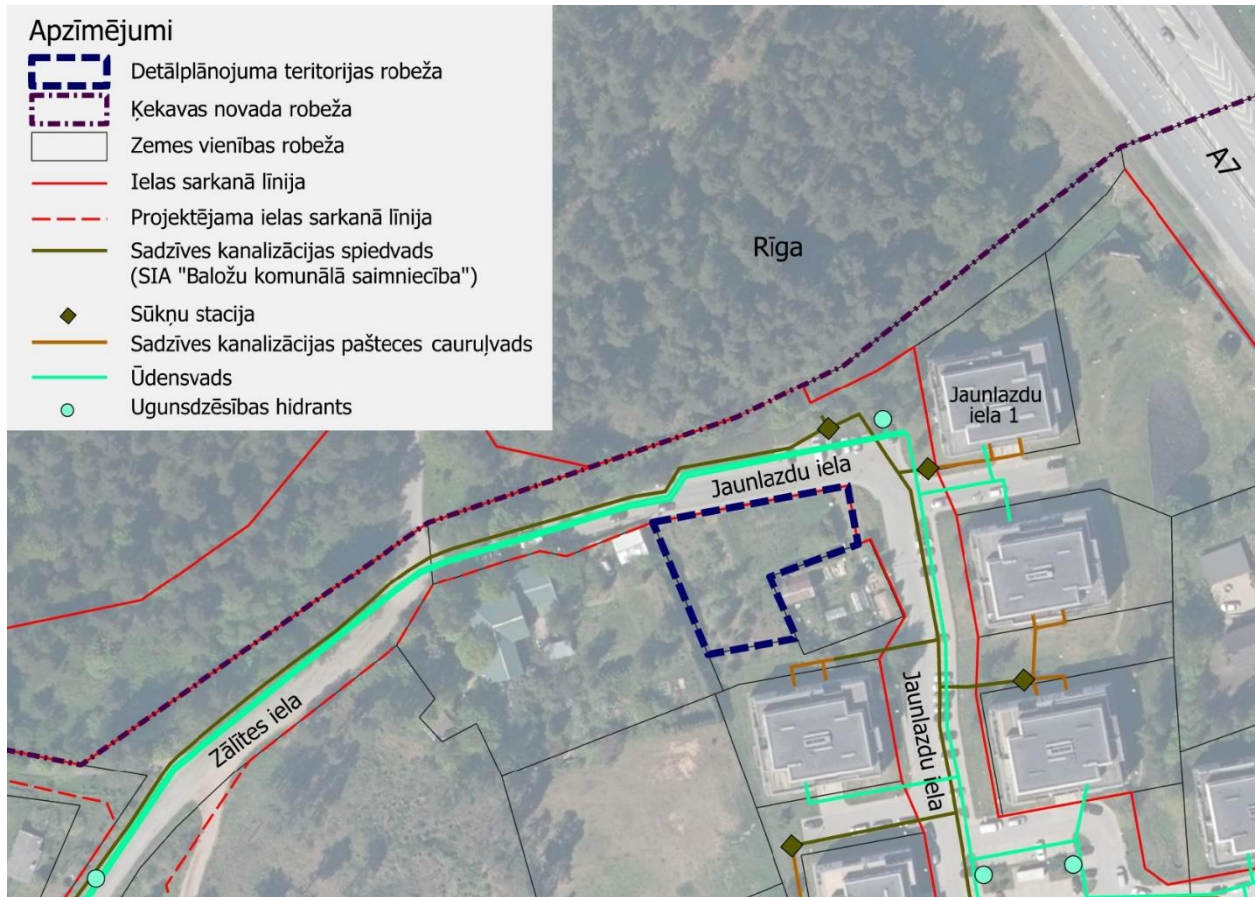 Apzīmējumi
Detālplānojuma teritorijas robeža
Ķekavas novada robeža
Zemes vienības robeža
Ielas sarkanā līnija
Projektējama ielas sarkanā līnija
Sadzīves kanalizācijas spiedvads
(SIA "Baložu komunālā saimniecība")
Sūkņu stacija
Sadzīves kanalizācijas pašteces cauruļvads
Ūdensvads
Ugunsdzēsības hidrants
A7
Rīga
Jaunlazdu
iela 1
Jaunlazdu iela
Zālītes iela
Jaunlazdu iela